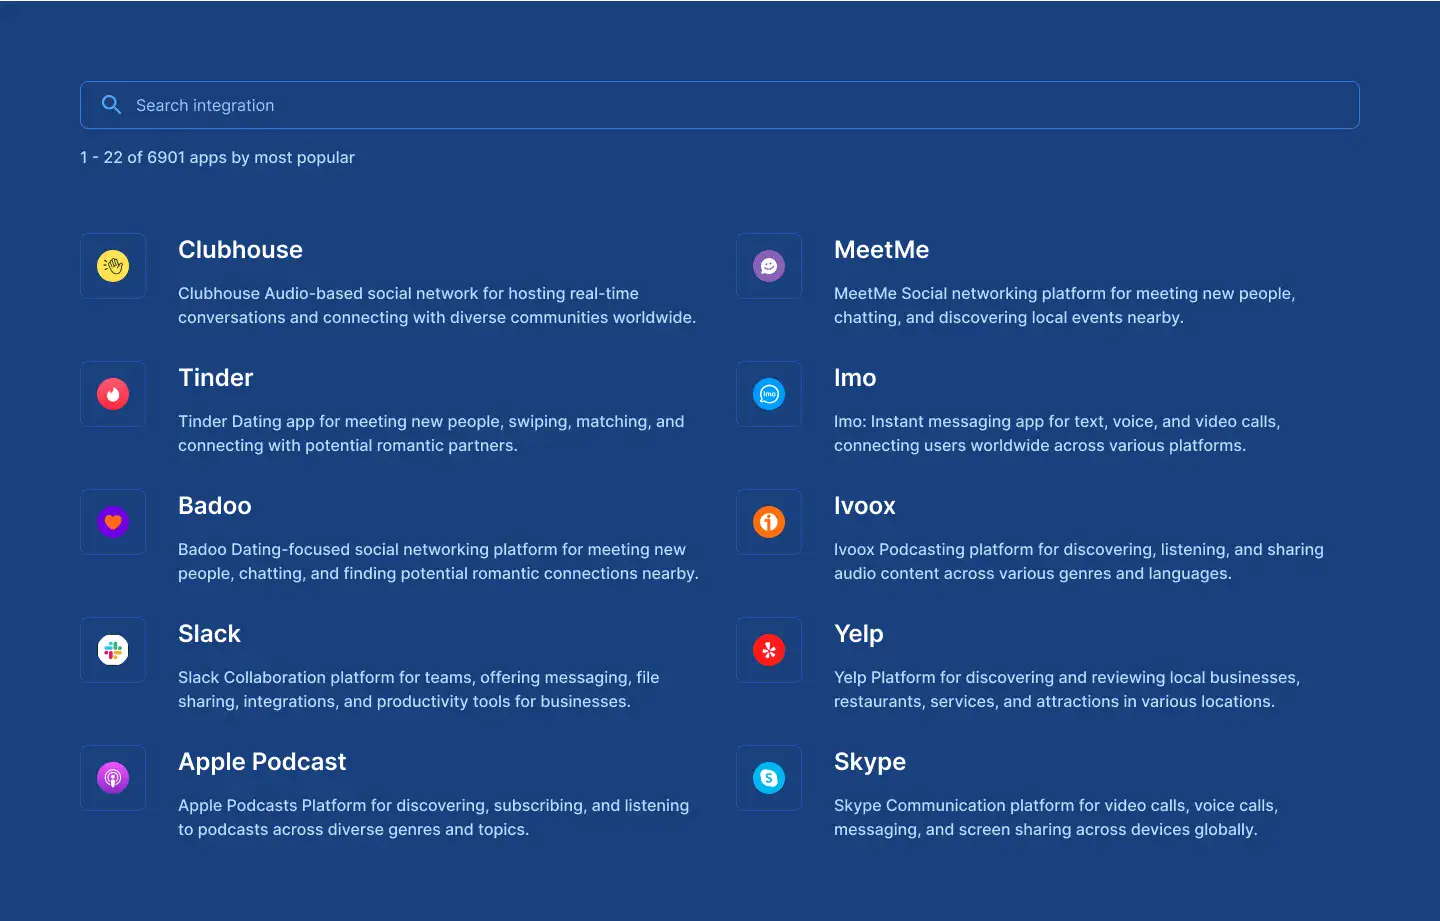 Search integration
1 - 22 of 6901 apps by most popular
Clubhouse
Clubhouse Audio-based social network for hosting real-time
conversations and connecting with diverse communities worldwide.
MeetMe
MeetMe Social networking platform for meeting new people,
chatting, and discovering local events nearby.
Tinder
Tinder Dating app for meeting new people, swiping, matching, and
connecting with potential romantic partners.
Imo
imo
Imo: Instant messaging app for text, voice, and video calls,
connecting users worldwide across various platforms.
Badoo
Badoo Dating-focused social networking platform for meeting new
people, chatting, and finding potential romantic connections nearby.
Ivoox
Ivoox Podcasting platform for discovering, listening, and sharing
audio content across various genres and languages.
Slack
Slack Collaboration platform for teams, offering messaging, file
sharing, integrations, and productivity tools for businesses.
Yelp
Yelp Platform for discovering and reviewing local businesses,
restaurants, services, and attractions in various locations.
Apple Podcast
Apple Podcasts Platform for discovering, subscribing, and listening
to podcasts across diverse genres and topics.
S
Skype
Skype Communication platform for video calls, voice calls,
messaging, and screen sharing across devices globally.